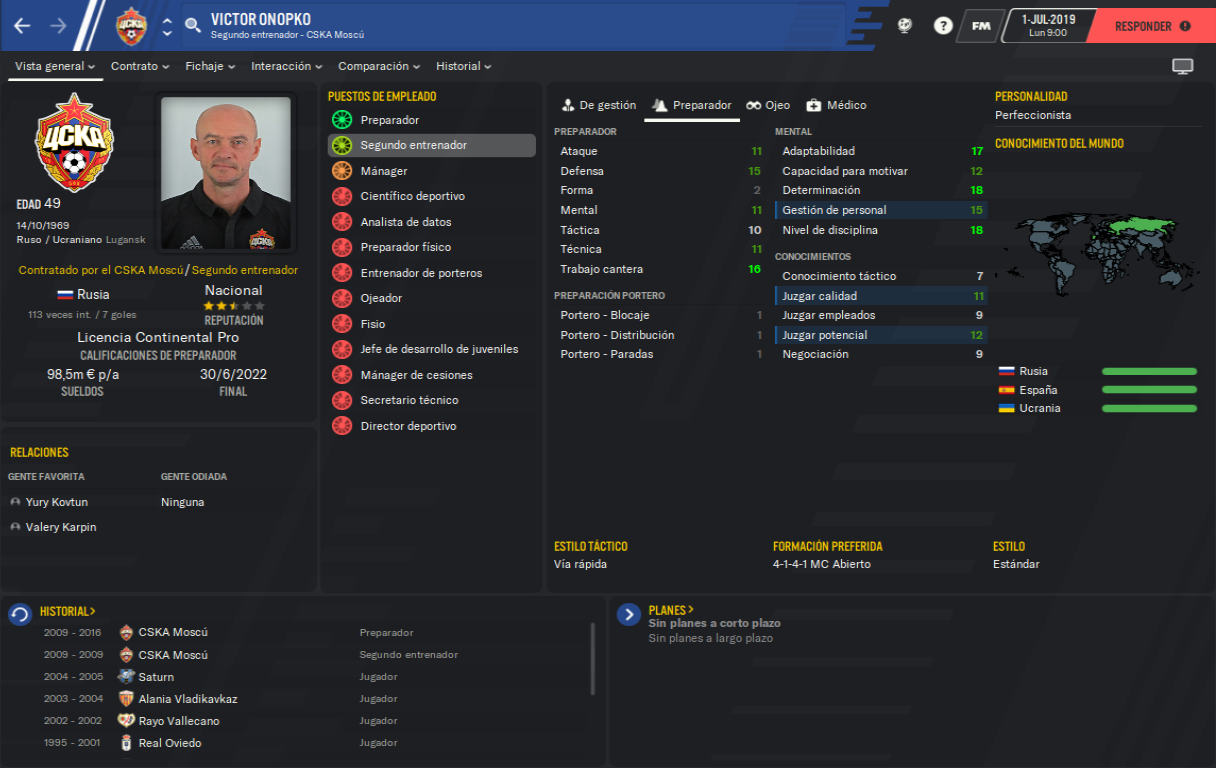 VICTOR ONOPKO
Segundo entrenador - CSKA Moscú
?
FM
1-JUL-2019
Lun 9:00
RESPONDER
Vista general
Contrato
Fichaje
Interacción
Comparación
Historial
ЦСКА
EDAD 49
14/10/1969
Ruso / Ucraniano Lugansk
Contratado por el CSKA Moscú/Segundo entrenador
Rusia
113 veces int. / 7 goles
Nacional
REPUTACIÓN
Licencia Continental Pro
CALIFICACIONES DE PREPARADOR
98,5m € p/a
SUELDOS
30/6/2022
FINAL
RELACIONES
GENTE FAVORITA
GENTE ODIADA
Yury Kovtun
Ninguna
Valery Karpin
PUESTOS DE EMPLEADO
Preparador
Segundo entrenador
Mánager
Científico deportivo
Analista de datos
Preparador físico
Entrenador de porteros
Ojeador
Fisio
Jefe de desarrollo de juveniles
Mánager de cesiones
Secretario técnico
Director deportivo
De gestión
Preparador
Ojeo
Médico
PREPARADOR
Ataque 11
Defensa 15
Forma 2
Mental 11
Táctica 10
Técnica 11
Trabajo cantera 16
PREPARACIÓN PORTERO
Portero - Blocaje 1
Portero - Distribución 1
Portero - Paradas 1
MENTAL
Adaptabilidad 17
Capacidad para motivar 12
Determinación 18
Gestión de personal 15
Nivel de disciplina 18
CONOCIMIENTOS
Conocimiento táctico 7
Juzgar calidad 11
Juzgar empleados 9
Juzgar potencial 12
Negociación 9
PERSONALIDAD
Perfeccionista
CONOCIMIENTO DEL MUNDO
Rusia
España
Ucrania
ESTILO TÁCTICO
Vía rápida
FORMACIÓN PREFERIDA
4-1-4-1 MC Abierto
ESTILO
Estándar
HISTORIAL >
2009 - 2016 CSKA Moscú Preparador
2009 - 2009 CSKA Moscú Segundo entrenador
2004 - 2005 Saturn Jugador
2003 - 2004 Alania Vladikavkaz Jugador
2002 - 2002 Rayo Vallecano Jugador
1995 - 2001 Real Oviedo Jugador
PLANES >
Sin planes a corto plazo
Sin planes a largo plazo